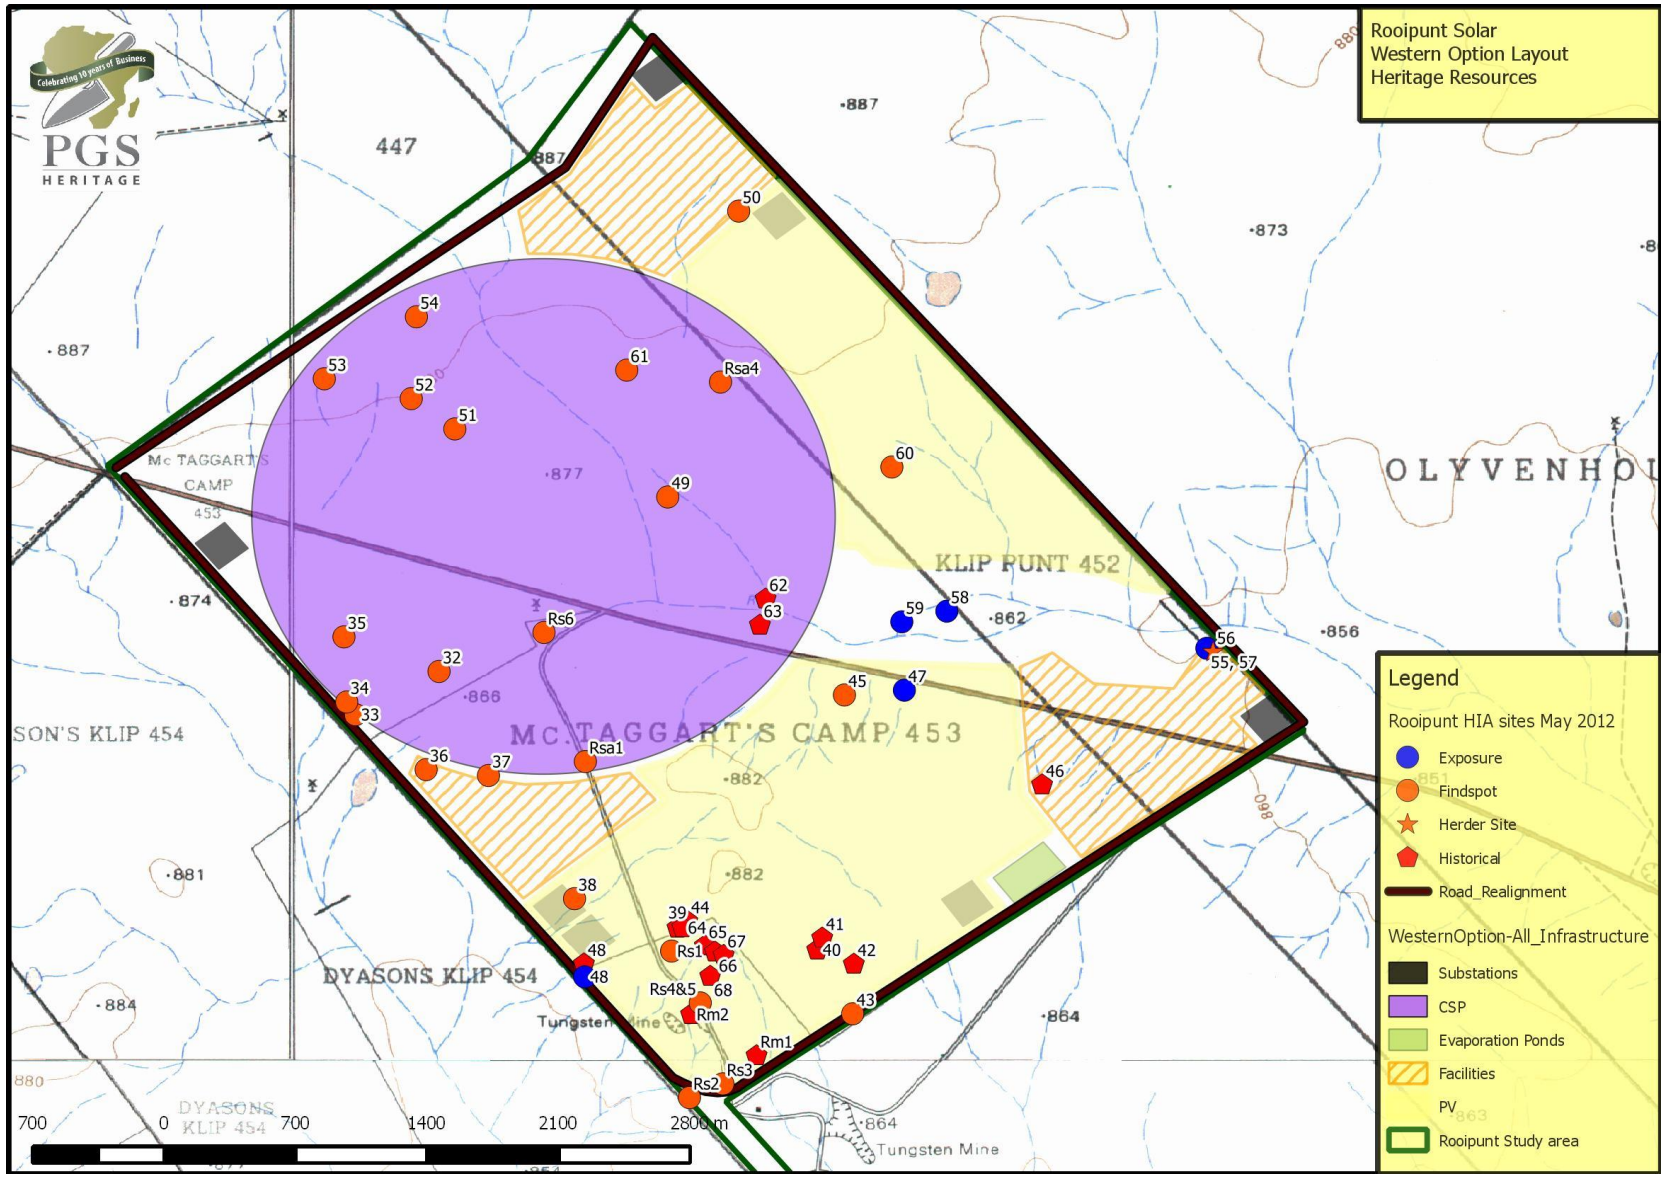 Celebrating 10 years of Business
PGS
HERITAGE
Rooipunt Solar
Western Option Layout
Heritage Resources
880
447
887
887
873
50
54
887
53
52
61
Rsa4
51
Mc TAGGART'S
CAMP
453
877
60
49
OLYVENHOU
KLIP PUNT 452
874
62
63
59
58
862
856
35
Rs6
56
55, 57
32
866
34
33
45
47
SON'S KLIP 454
Mc.TAGGART'S CAMP 453
36
37
Rsa1
882
46
860
851
881
882
38
39
44
64
65
67
41
40
42
48
48
Rs1
66
DYASONS KLIP 454
Rs4&5
68
43
884
Tungsten Mine
Rm2
864
Rm1
Rs3
Rs2
880
DYASONS
KLIP 454
864
Tungsten Mine
863
700
0
700
1400
2100
2800 m
Legend
Rooipunt HIA sites May 2012
Exposure
Findspot
Herder Site
Historical
Road_Realignment
WesternOption-All_Infrastructure
Substations
CSP
Evaporation Ponds
Facilities
PV
Rooipunt Study area